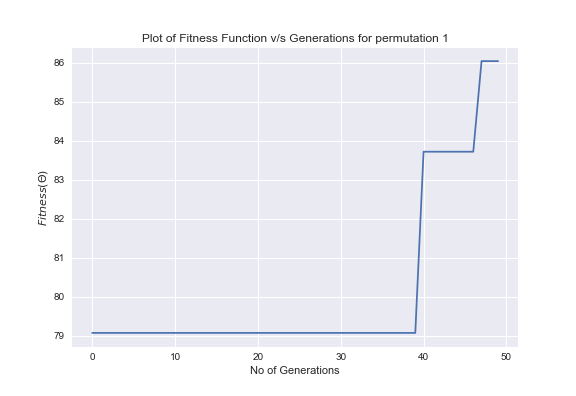 Plot of Fitness Function v/s Generations for permutation 1
86
85
84
83
82
81
80
79
Fitness(Θ)
0 10 20 30 40 50
No of Generations